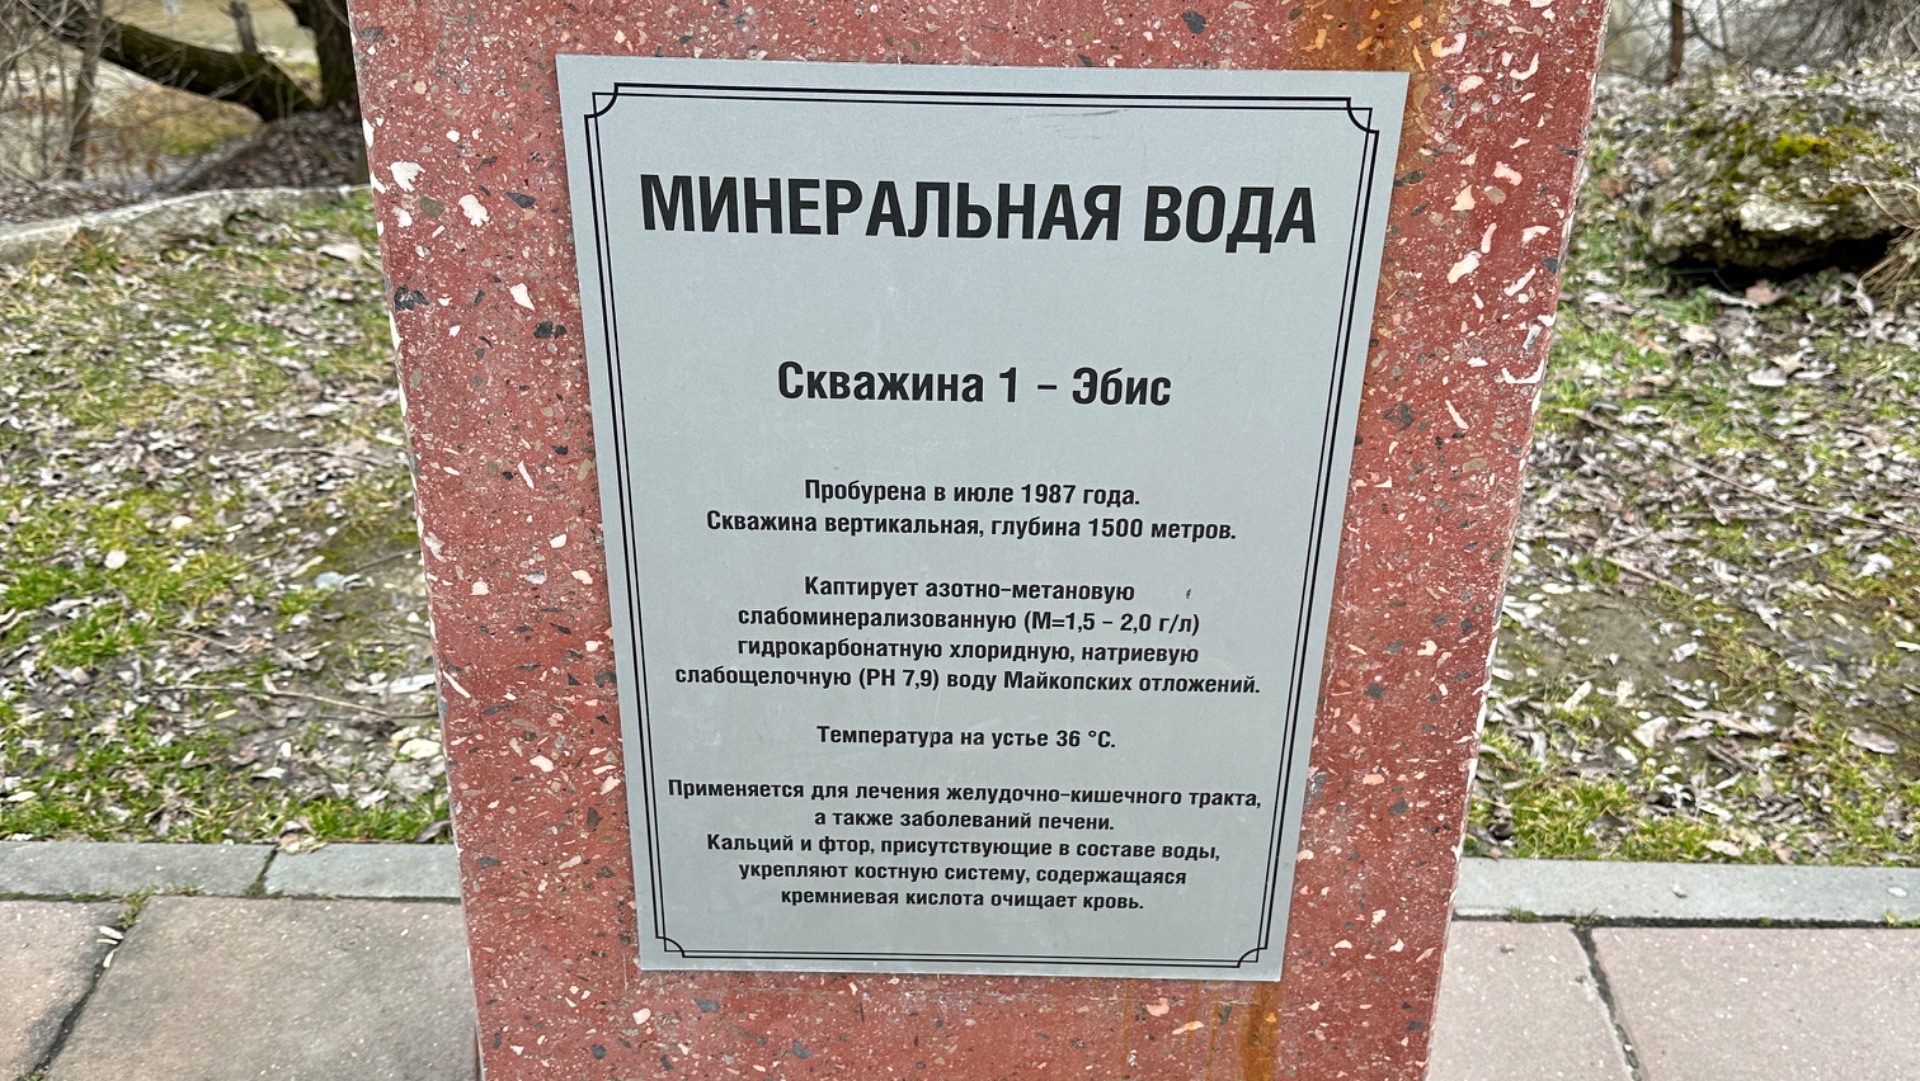 МИНЕРАЛЬНАЯ ВОДА
Скважина 1 – Эбис
Пробурена в июле 1987 года.
Скважина вертикальная, глубина 1500 метров.
Каптирует азотно-метановую
слабоминерализованную (М=1,5 – 2,0 г/л)
гидрокарбонатную хлоридную, натриевую
слабощелочную (РН 7,9) воду Майкопских отложений.
Температура на устье 36 °С.
Применяется для лечения желудочно-кишечного тракта,
а также заболеваний печени.
Кальций и фтор, присутствующие в составе воды,
укрепляют костную систему, содержащаяся
кремниевая кислота очищает кровь.